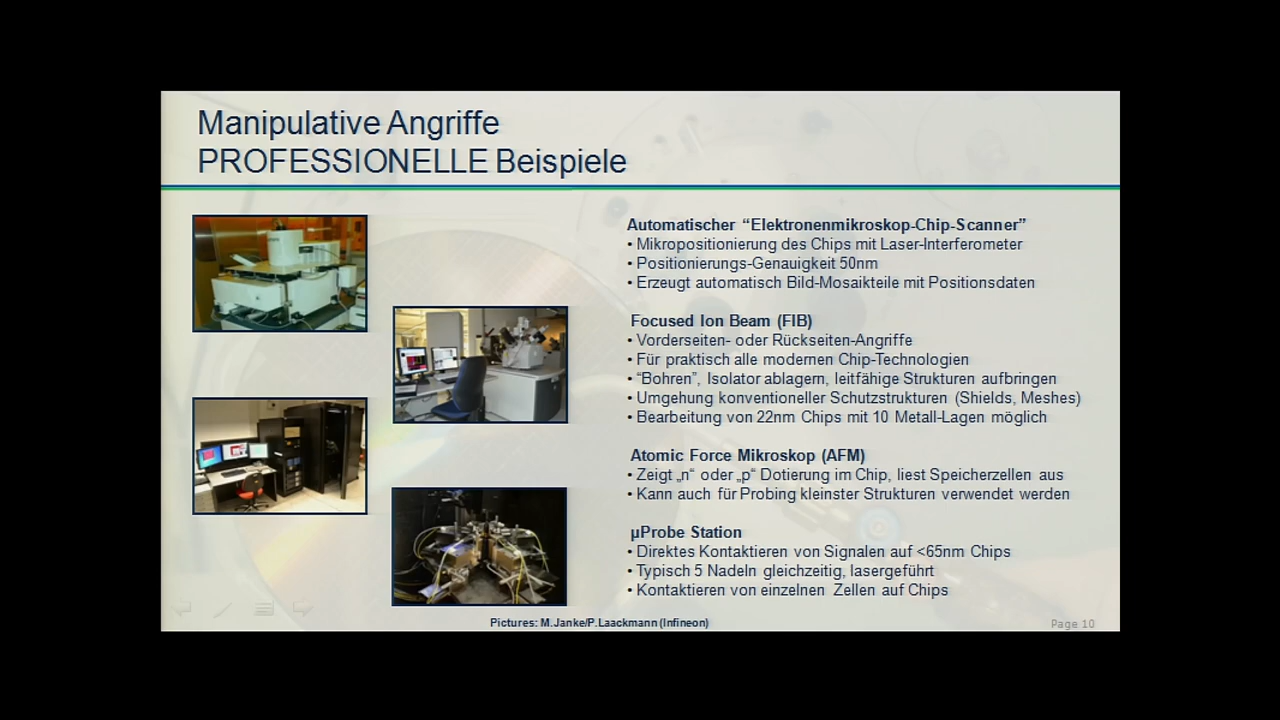 Manipulative Angriffe
PROFESSIONELLE Beispiele
Automatischer “Elektronenmikroskop-Chip-Scanner”
• Mikropositionierung des Chips mit Laser-Interferometer
• Positionierungs-Genauigkeit 50nm
• Erzeugt automatisch Bild-Mosaikteile mit Positionsdaten
Focused Ion Beam (FIB)
• Vorderseiten- oder Rückseiten-Angriffe
• Für praktisch alle modernen Chip-Technologien
• “Bohren”, Isolator ablagern, leitfähige Strukturen aufbringen
• Umgehung konventioneller Schutzstrukturen (Shields, Meshes)
• Bearbeitung von 22nm Chips mit 10 Metall-Lagen möglich
Atomic Force Mikroskop (AFM)
• Zeigt „n“ oder „p“ Dotierung im Chip, liest Speicherzellen aus
• Kann auch für Probing kleinster Strukturen verwendet werden
µProbe Station
• Direktes Kontaktieren von Signalen auf <65nm Chips
• Typisch 5 Nadeln gleichzeitig, lasergeführt
• Kontaktieren von einzelnen Zellen auf Chips
Pictures: M.Janke/P.Laackmann (Infineon)
Page 10